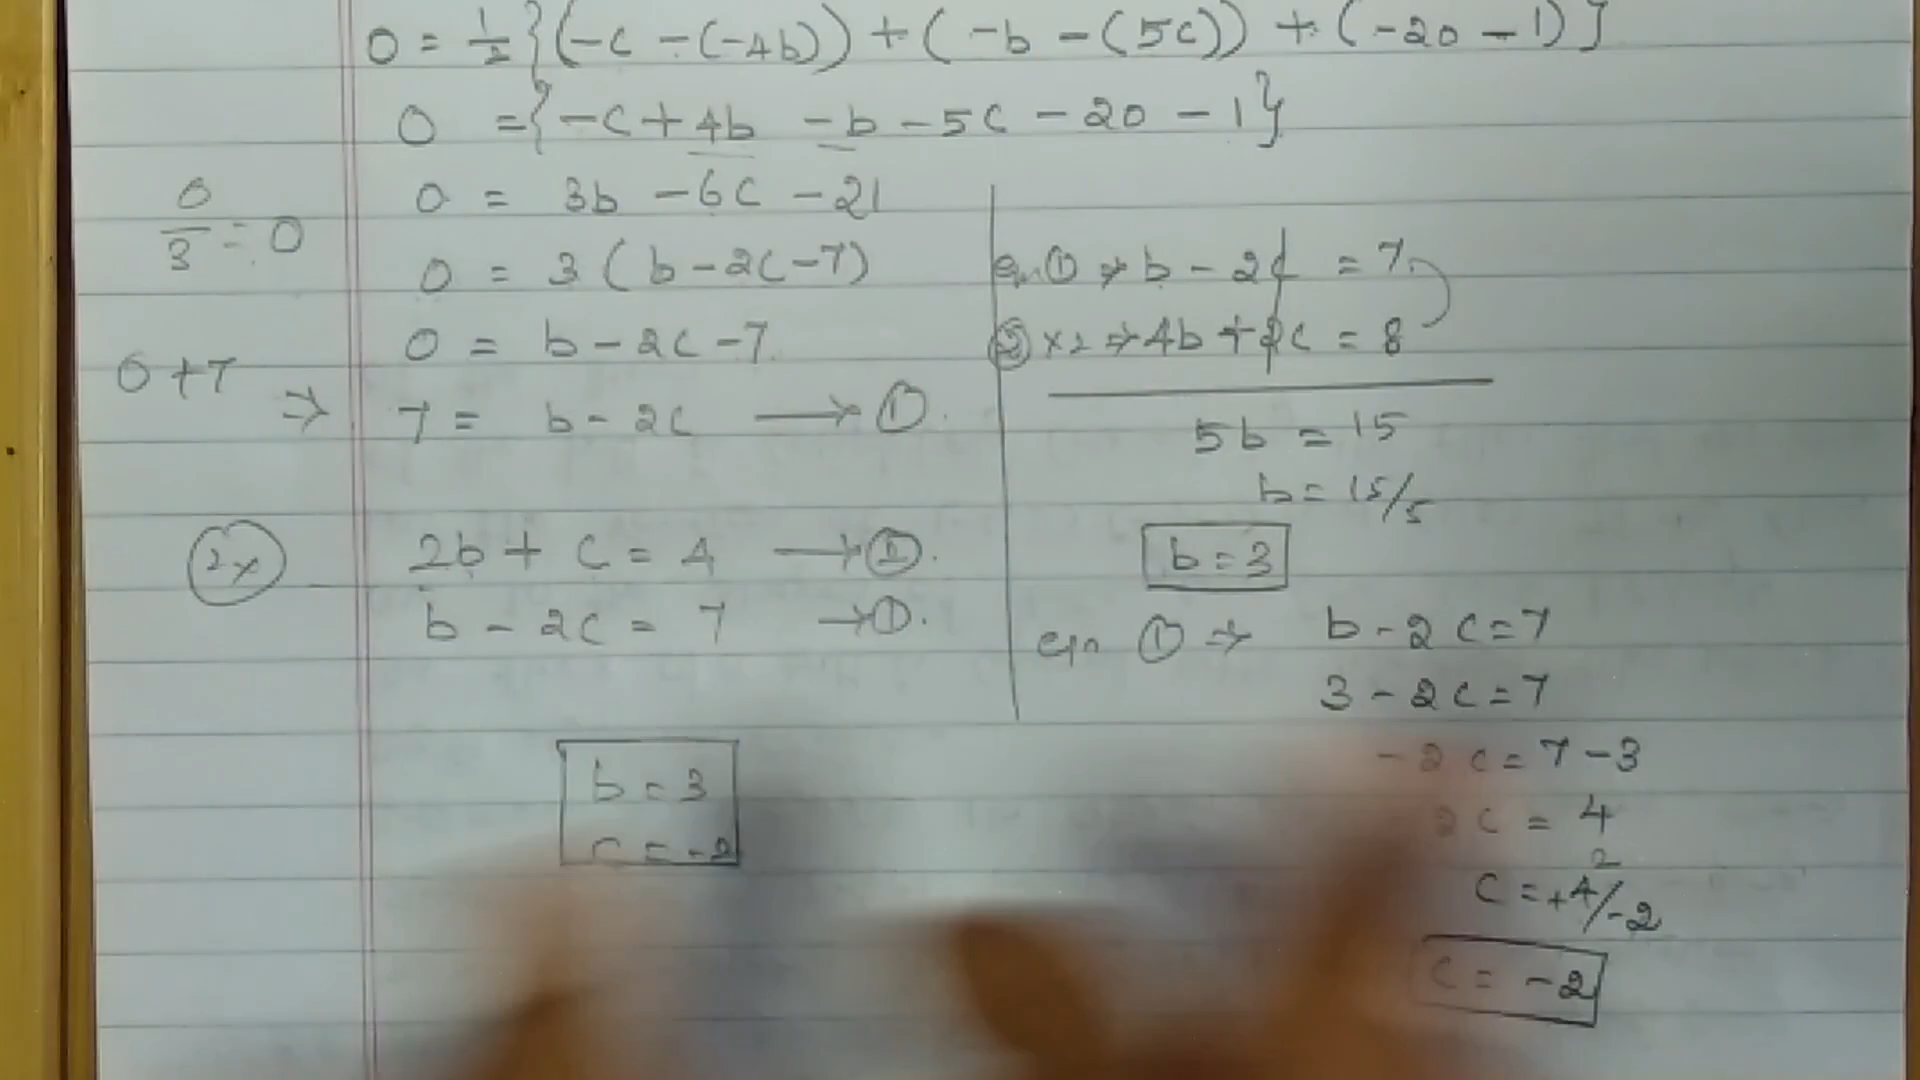 0 = 1/2 {(-c - (-4b)) + (-b - (5c)) + (-20 - 1)}
0 = {-c + 4b - b - 5c - 20 - 1}
0 = 3b - 6c - 21
0/3 = 0
0 = 3(b - 2c - 7)
0 = b - 2c - 7
0 + 7
⇒ 7 = b - 2c → ①.
2x
2b + c = 4 → ②.
b - 2c = 7 → ①.
b = 3
c = -2
eqn ① ⇒ b - 2c = 7
② x2 ⇒ 4b + 2c = 8
5b = 15
b = 15/5
b = 3
eqn ① ⇒ b - 2c = 7
3 - 2c = 7
-2c = 7 - 3
2c = 4
2
c = +4/-2
c = -2